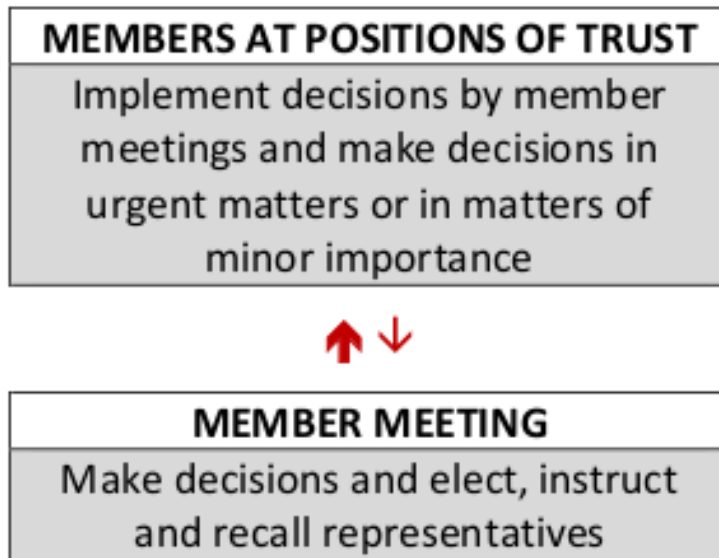 MEMBERS AT POSITIONS OF TRUST
Implement decisions by member
meetings and make decisions in
urgent matters or in matters of
minor importance
MEMBER MEETING
Make decisions and elect, instruct
and recall representatives